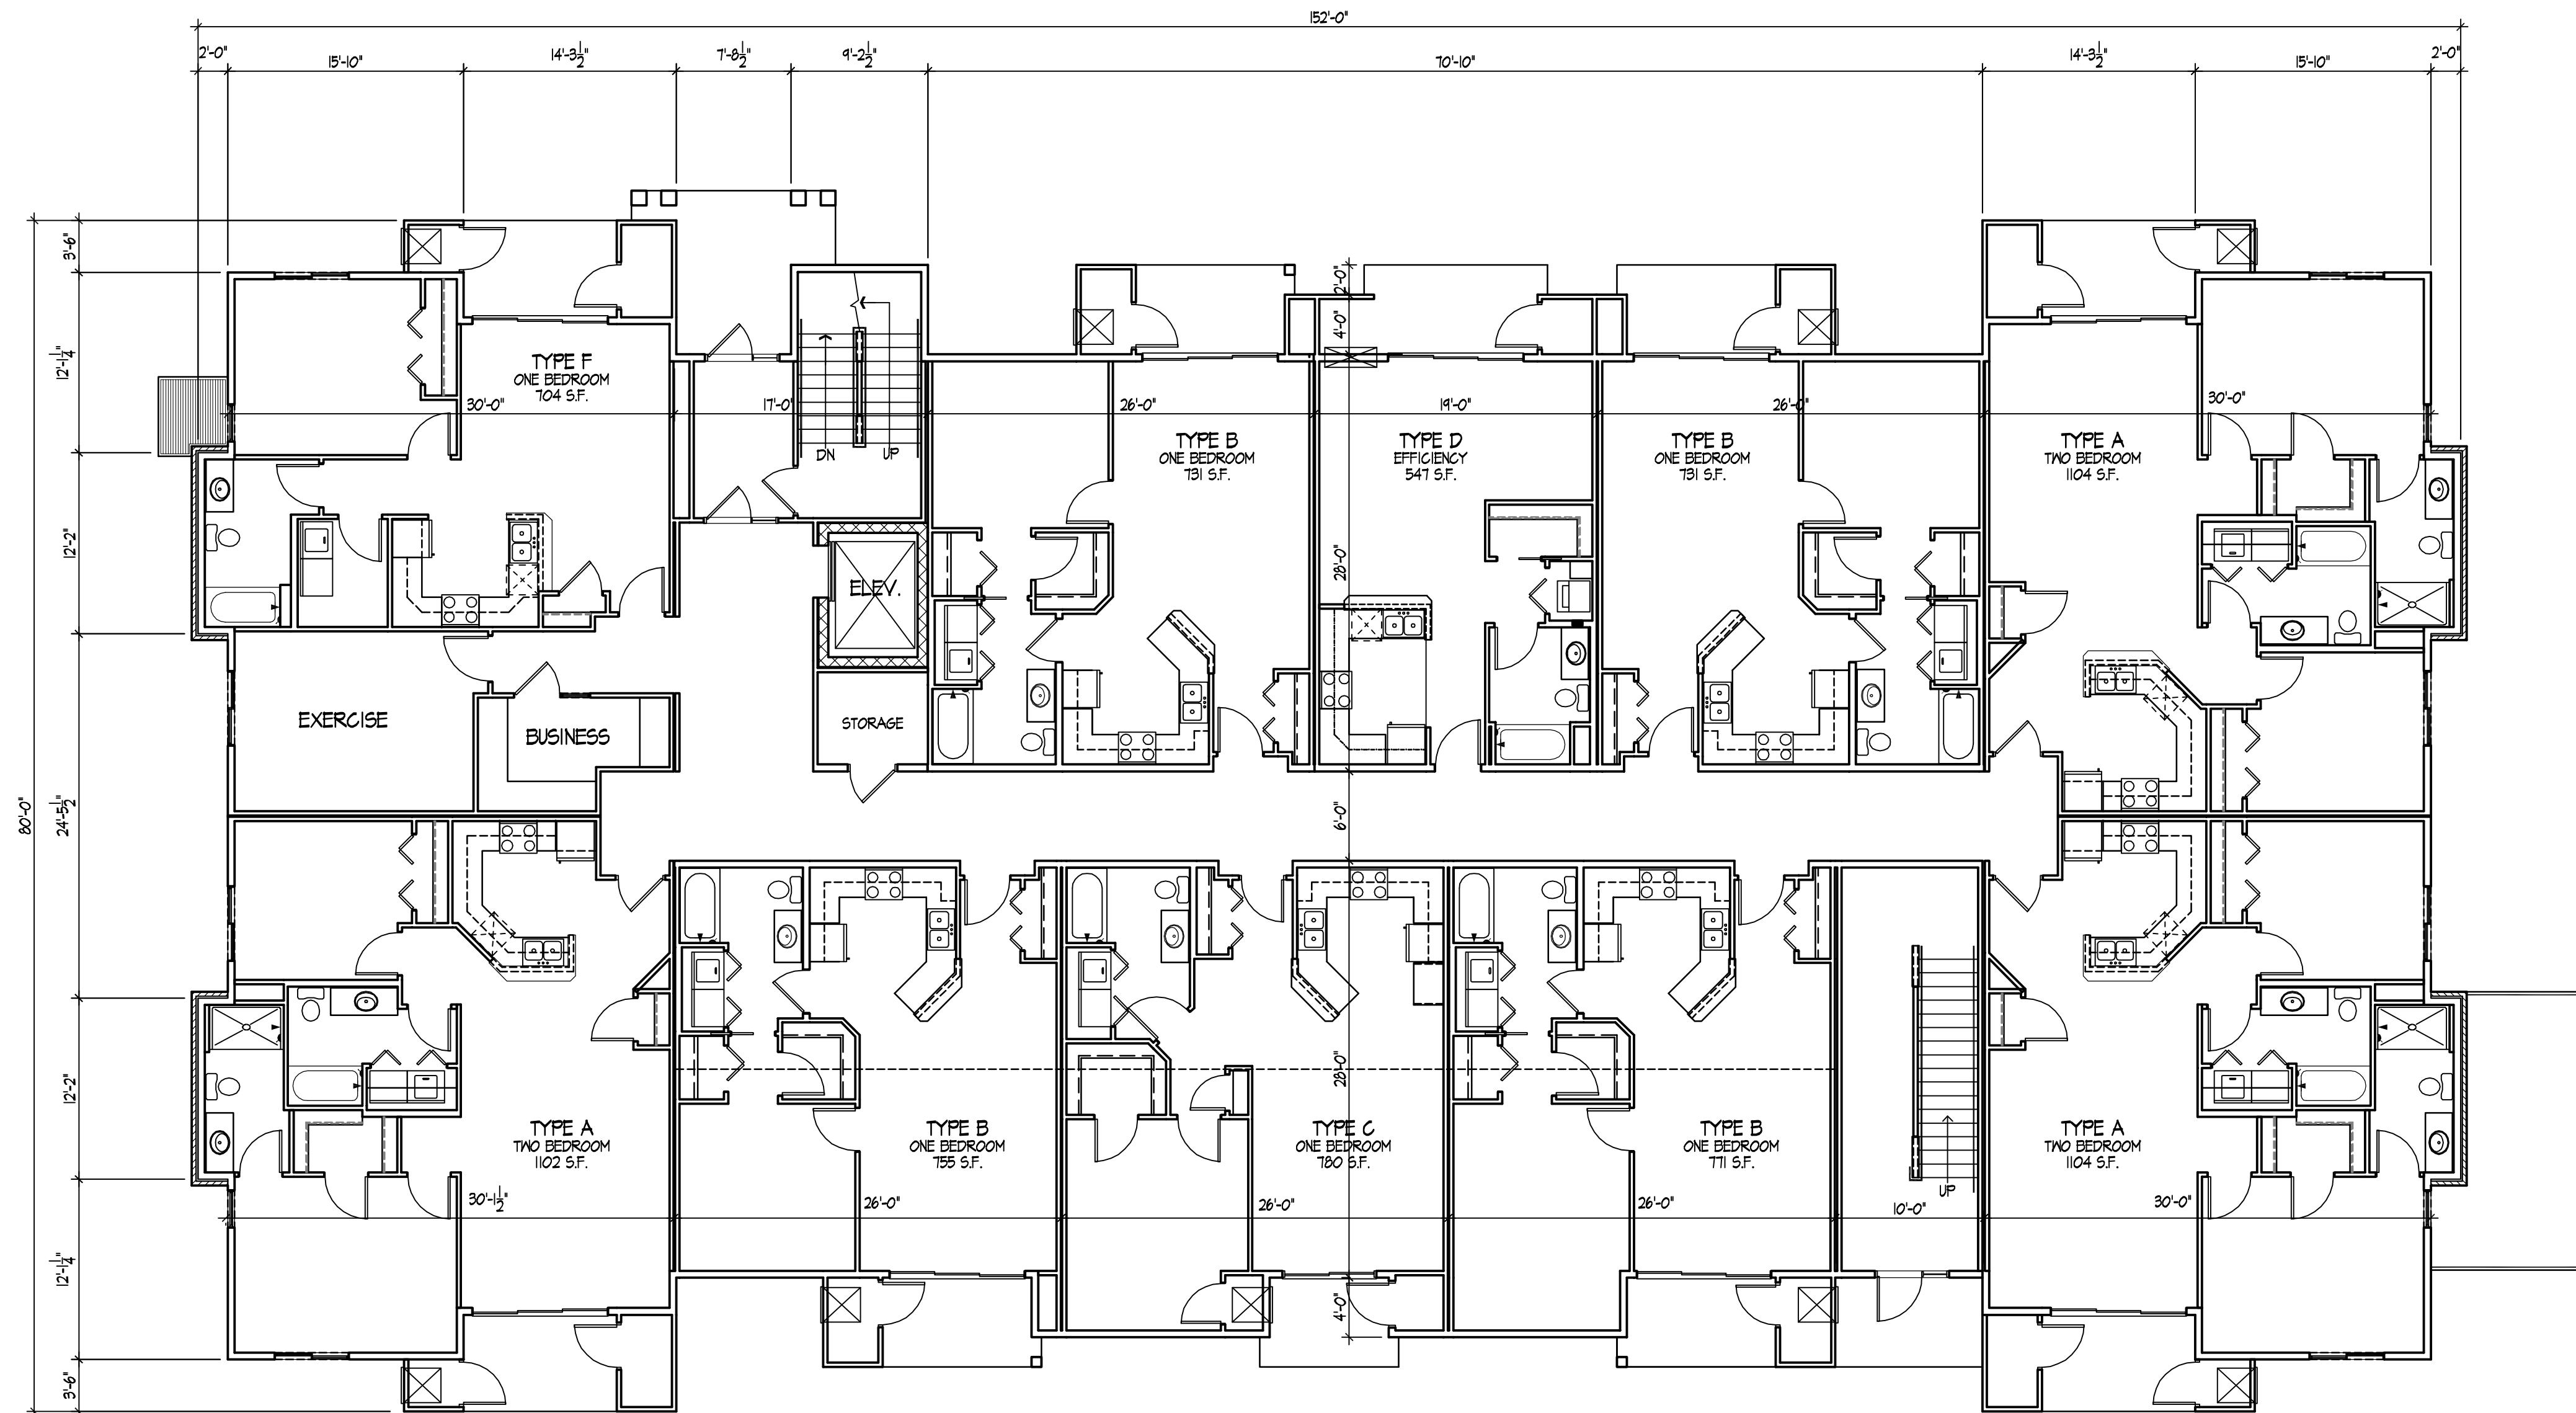 152'-0"
2'-0"
15'-10"
14'-3 1/2"
7'-8 1/2"
9'-2 1/2"
70'-10"
14'-3 1/2"
15'-10"
2'-0"
3'-6"
12'-1 1/4"
12'-2"
24'-5 1/2"
12'-2"
12'-1 1/4"
3'-6"
80'-0"
2'-0"
4'-0"
28'-0"
6'-0"
28'-0"
4'-0"
TYPE F
ONE BEDROOM
704 S.F.
30'-0"
17'-0"
26'-0"
19'-0"
26'-0"
30'-0"
DN
UP
TYPE B
ONE BEDROOM
731 S.F.
TYPE D
EFFICIENCY
547 S.F.
TYPE B
ONE BEDROOM
731 S.F.
TYPE A
TWO BEDROOM
1104 S.F.
ELEV.
EXERCISE
BUSINESS
STORAGE
TYPE A
TWO BEDROOM
1102 S.F.
TYPE B
ONE BEDROOM
755 S.F.
TYPE C
ONE BEDROOM
780 S.F.
TYPE B
ONE BEDROOM
771 S.F.
UP
TYPE A
TWO BEDROOM
1104 S.F.
30'-1 1/2"
26'-0"
26'-0"
26'-0"
10'-0"
30'-0"